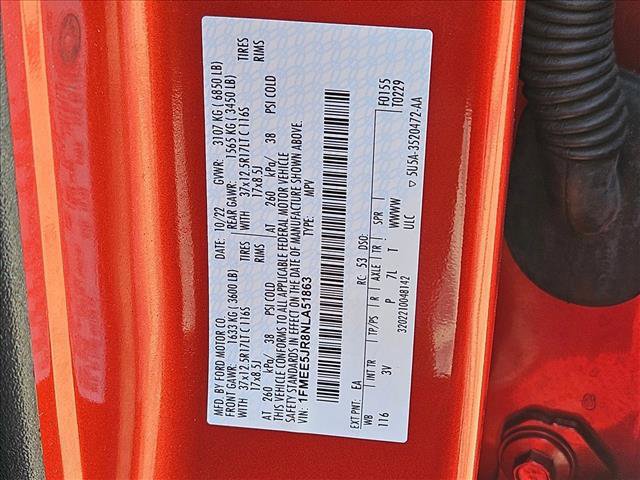 MFD. BY FORD MOTOR CO.
DATE: 10/22 GVWR: 3107 KG ( 6850 LB)
FRONT GAWR: 1633 KG ( 3600 LB) REAR GAWR: 1565 KG ( 3450 LB)
WITH 37x12.5R17LT C 116S TIRES WITH 37x12.5R17LT C 116S TIRES
17x8.5J RIMS 17x8.5J RIMS
AT 260 kPa/ 38 PSI COLD AT 260 kPa/ 38 PSI COLD
THIS VEHICLE CONFORMS TO ALL APPLICABLE FEDERAL MOTOR VEHICLE
SAFETY STANDARDS IN EFFECT ON THE DATE OF MANUFACTURE SHOWN ABOVE.
VIN: 1FMEE5JR8NLA51863 TYPE: MPV
F0155
T0229
EXT PNT: EA RC: 53 DSO:
WB INT TR TP/PS R AXLE TR SPR
116 3V P 7L T WWWW
3202210048142 ULC
5U5A-3520472-AA